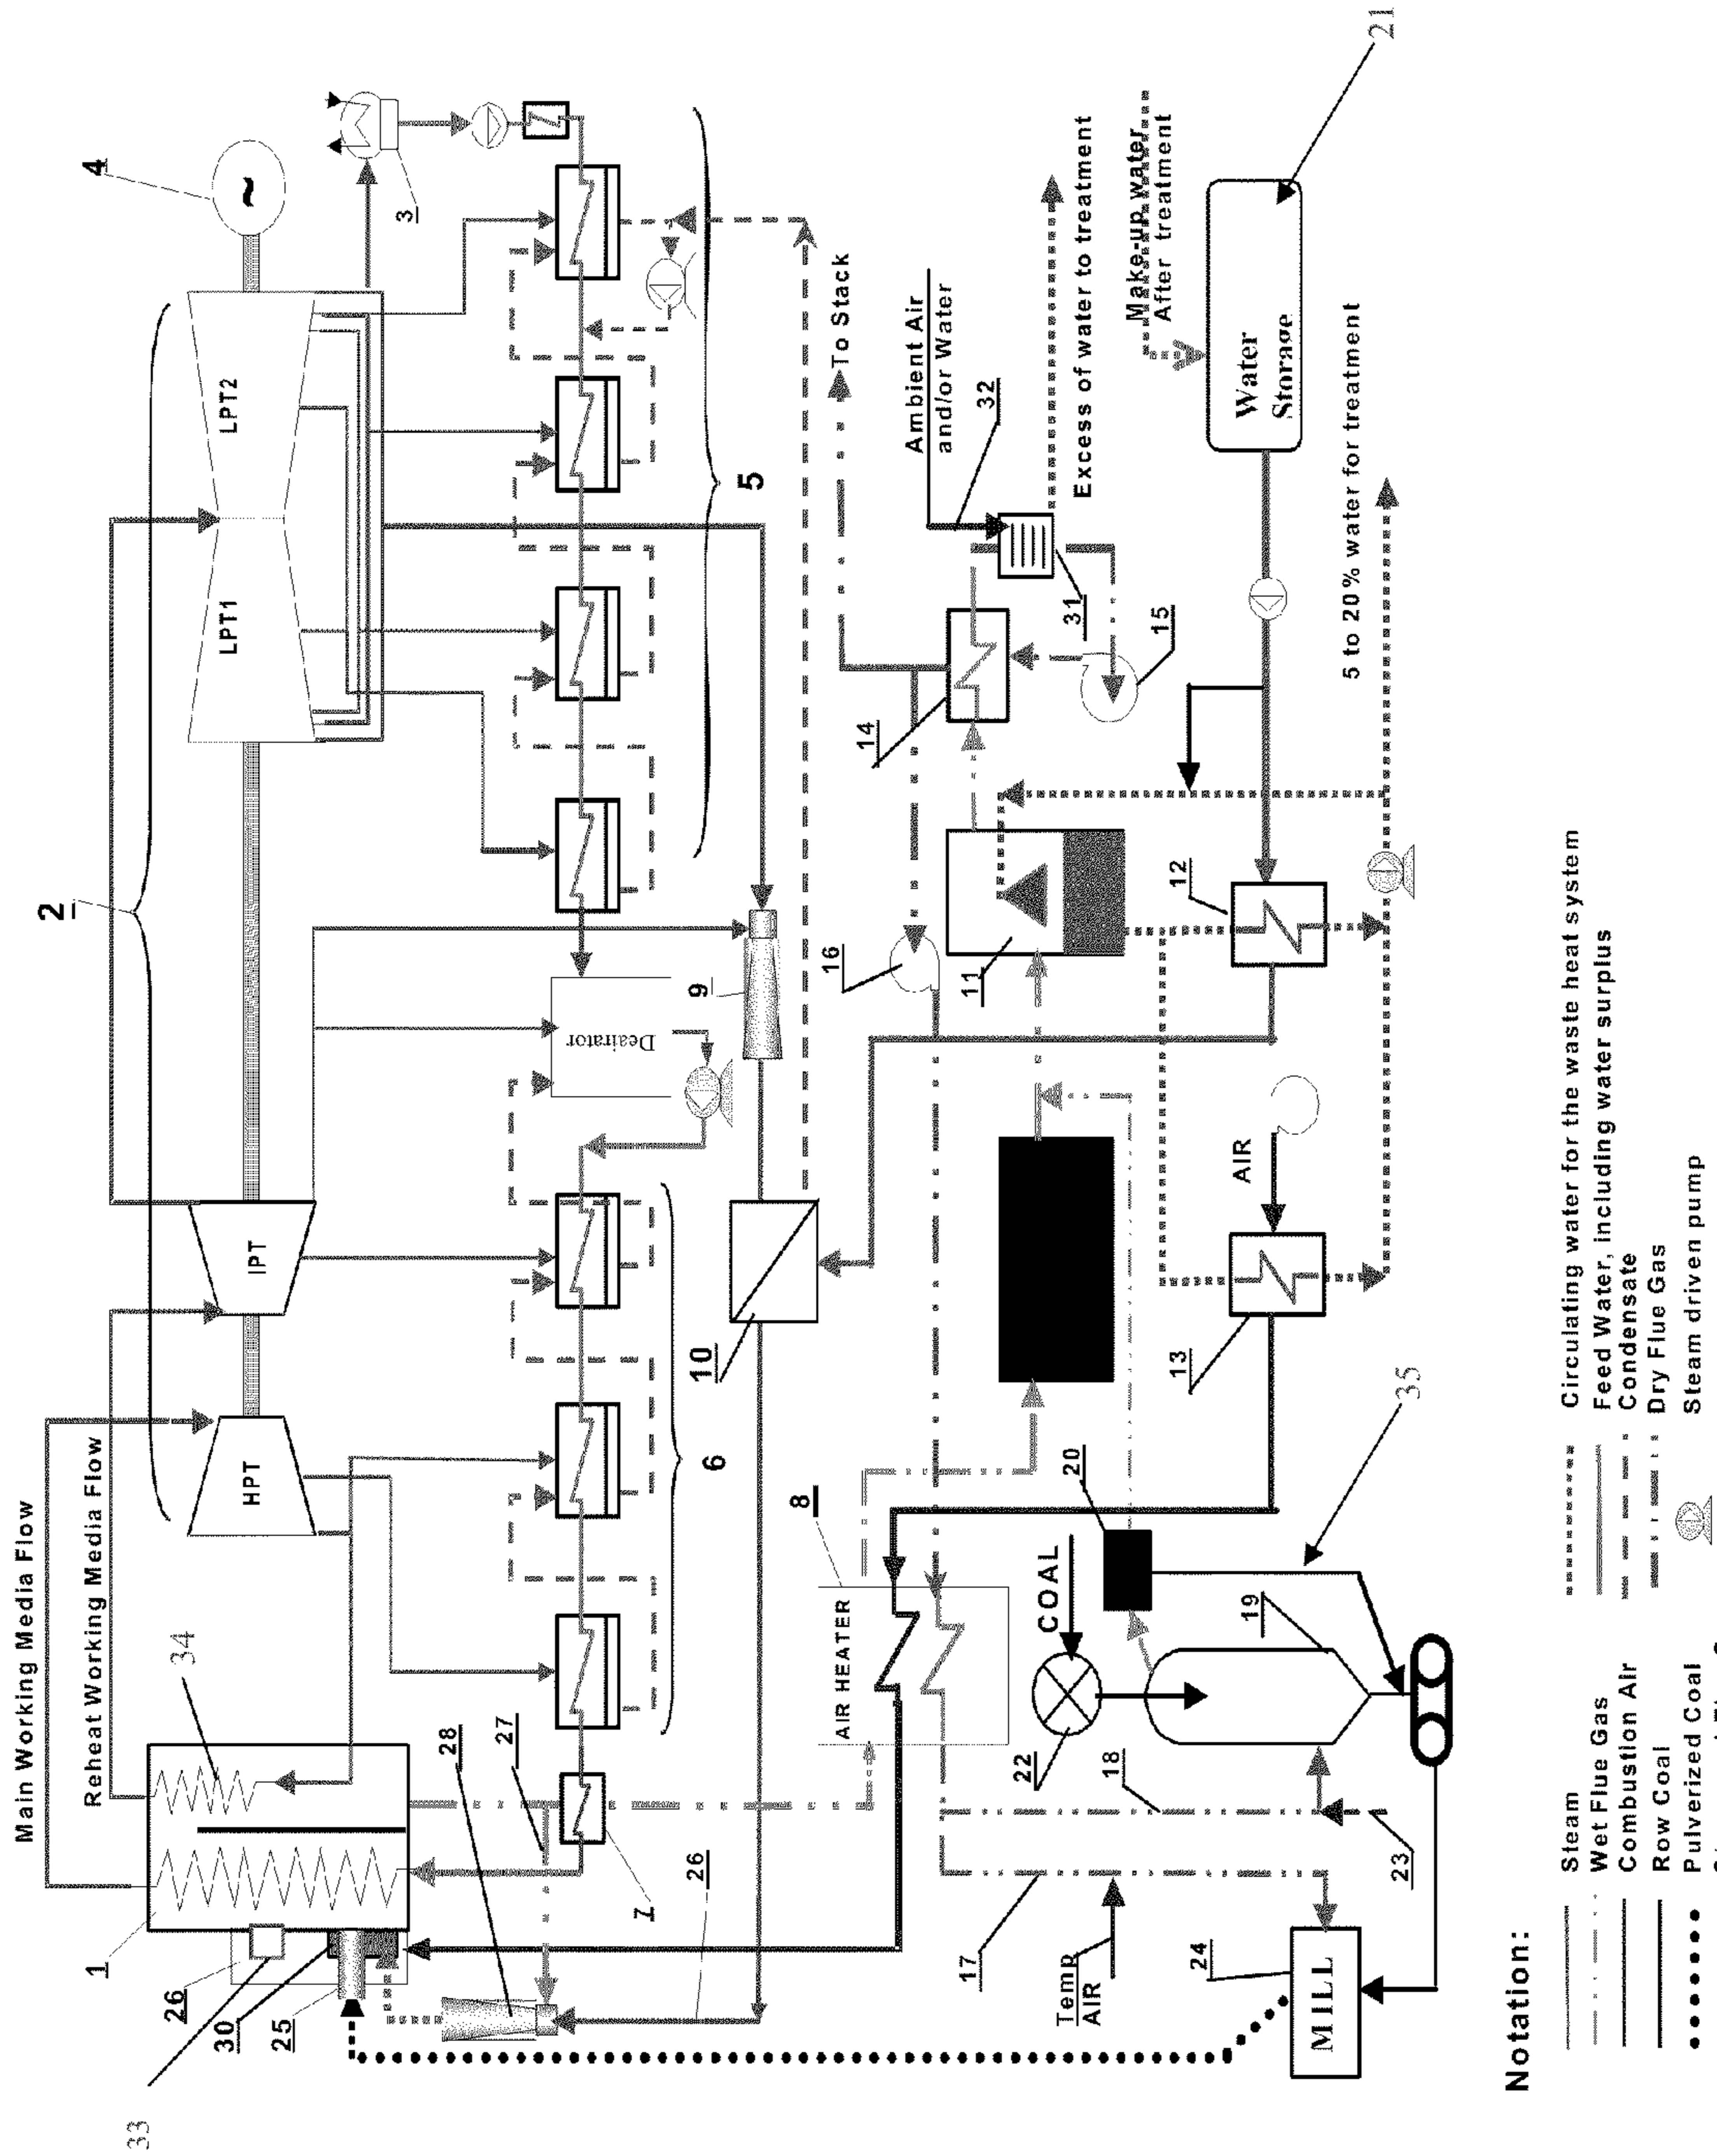 Main Working Media Flow
Reheat Working Media Flow
33
26
1
30
25
34
28
27
26
7
HPT
IPT
LPT1
LPT2
2
4
3
6
5
Deairator
9
10
8
AIR HEATER
To Stack
Ambient Air
and/or Water
32
31
Excess of water to treatment
14
15
16
11
12
13
AIR
Make-up water
After treatment
Water
Storage
21
5 to 20% water for treatment
COAL
22
20
19
35
18
17
23
Temp
AIR
24
MILL
Notation:
Steam
Wet Flue Gas
Combustion Air
Row Coal
Pulverized Coal
Circulating water for the waste heat system
Feed Water, including water surplus
Condensate
Dry Flue Gas
Steam driven pump